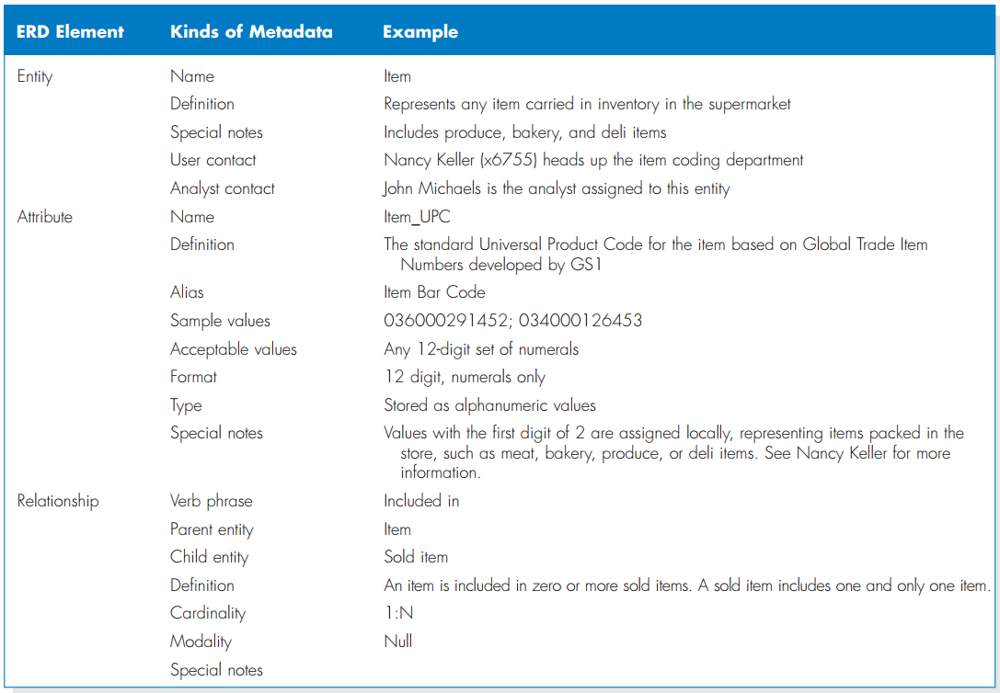 ERD Element Kinds of Metadata Example
Entity Name Item
Definition Represents any item carried in inventory in the supermarket
Special notes Includes produce, bakery, and deli items
User contact Nancy Keller (x6755) heads up the item coding department
Analyst contact John Michaels is the analyst assigned to this entity
Attribute Name Item_UPC
Definition The standard Universal Product Code for the item based on Global Trade Item
Numbers developed by GS1
Alias Item Bar Code
Sample values 036000291452; 034000126453
Acceptable values Any 12-digit set of numerals
Format 12 digit, numerals only
Type Stored as alphanumeric values
Special notes Values with the first digit of 2 are assigned locally, representing items packed in the
store, such as meat, bakery, produce, or deli items. See Nancy Keller for more
information.
Relationship Verb phrase Included in
Parent entity Item
Child entity Sold item
Definition An item is included in zero or more sold items. A sold item includes one and only one item.
Cardinality 1:N
Modality Null
Special notes